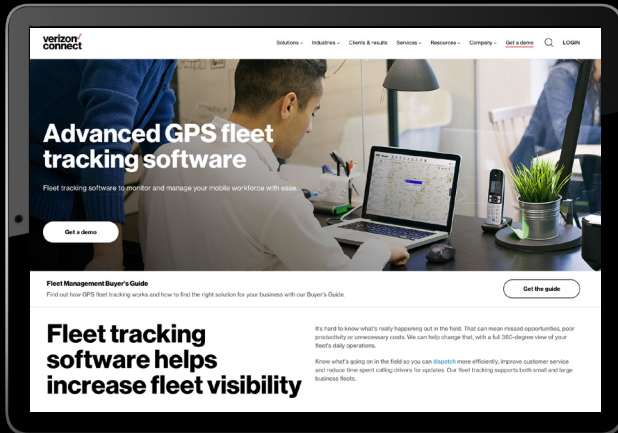 verizon✓
connect
Solutions Industries Clients & results Services Resources Company Get a demo LOGIN
Advanced GPS fleet
tracking software
Fleet tracking software to monitor and manage your mobile workforce with ease.
Get a demo
Fleet Management Buyer's Guide
Find out how GPS fleet tracking works and how to find the right solution for your business with our Buyer's Guide.
Get the guide
Fleet tracking
software helps
increase fleet visibility
It's hard to know what's really happening out in the field. That can mean missed opportunities, poor
productivity or unnecessary costs. We can help change that, with a full 360-degree view of your
fleet's daily operations.
Know what's going on in the field so you can dispatch more efficiently, improve customer service
and reduce time spent calling drivers for updates. Our fleet tracking supports both small and large
business fleets.